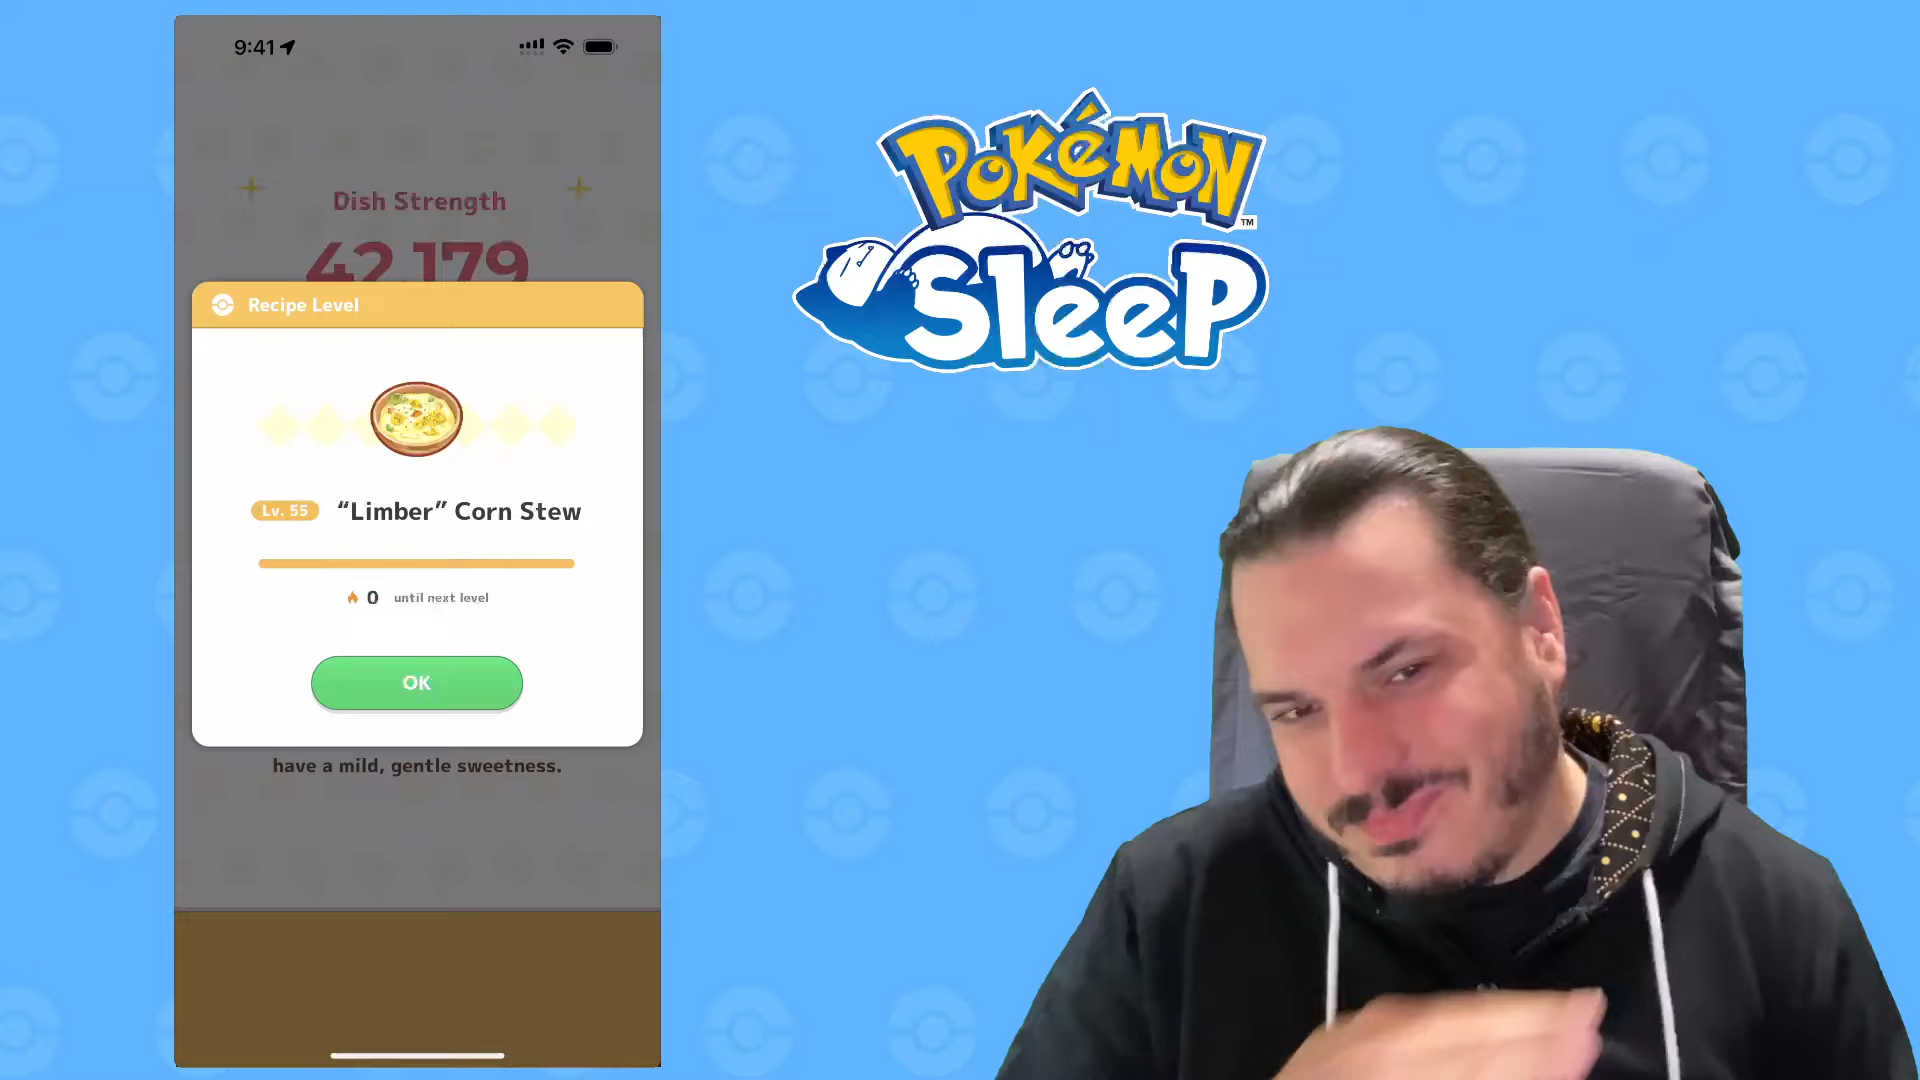 9:41
Dish Strength
42,179
Recipe Level
Lv. 55 “Limber” Corn Stew
0 until next level
OK
have a mild, gentle sweetness.
POKéMON
TM
Sleep